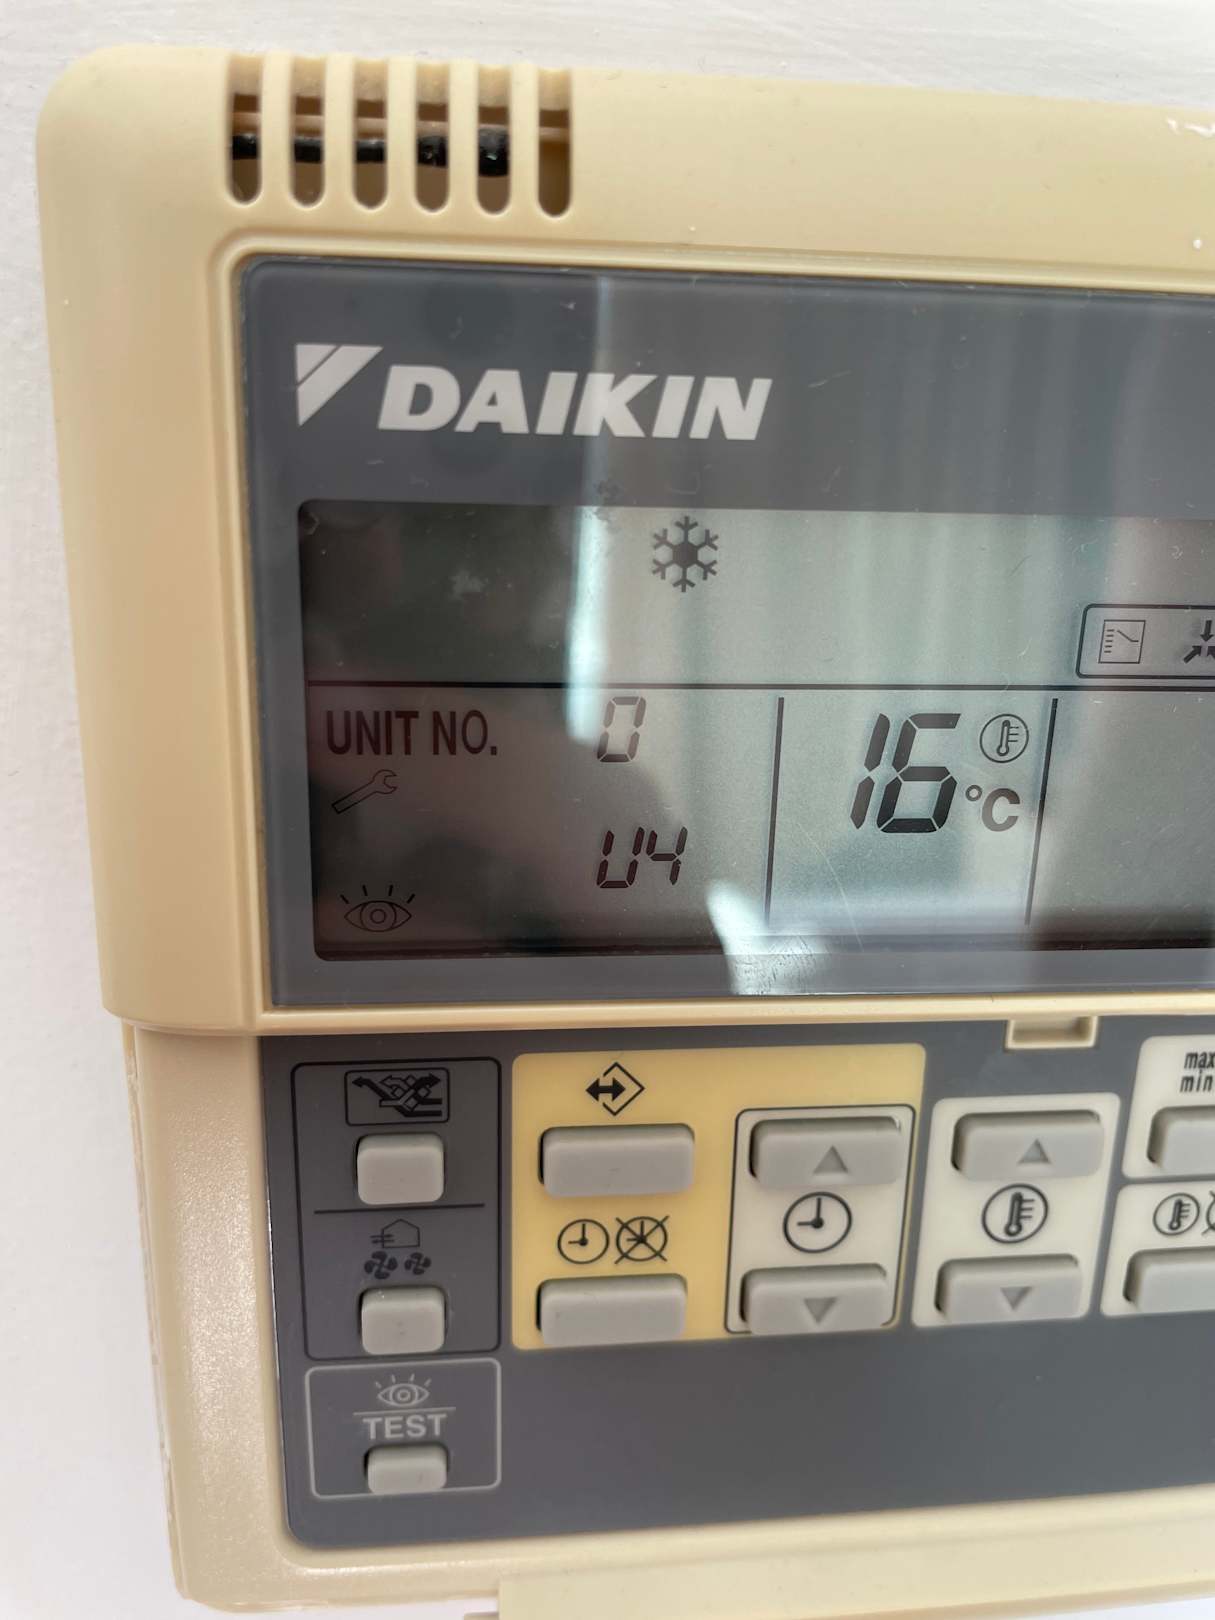 DAIKIN
UNIT NO. 0
16 °C
U4
max
min
TEST